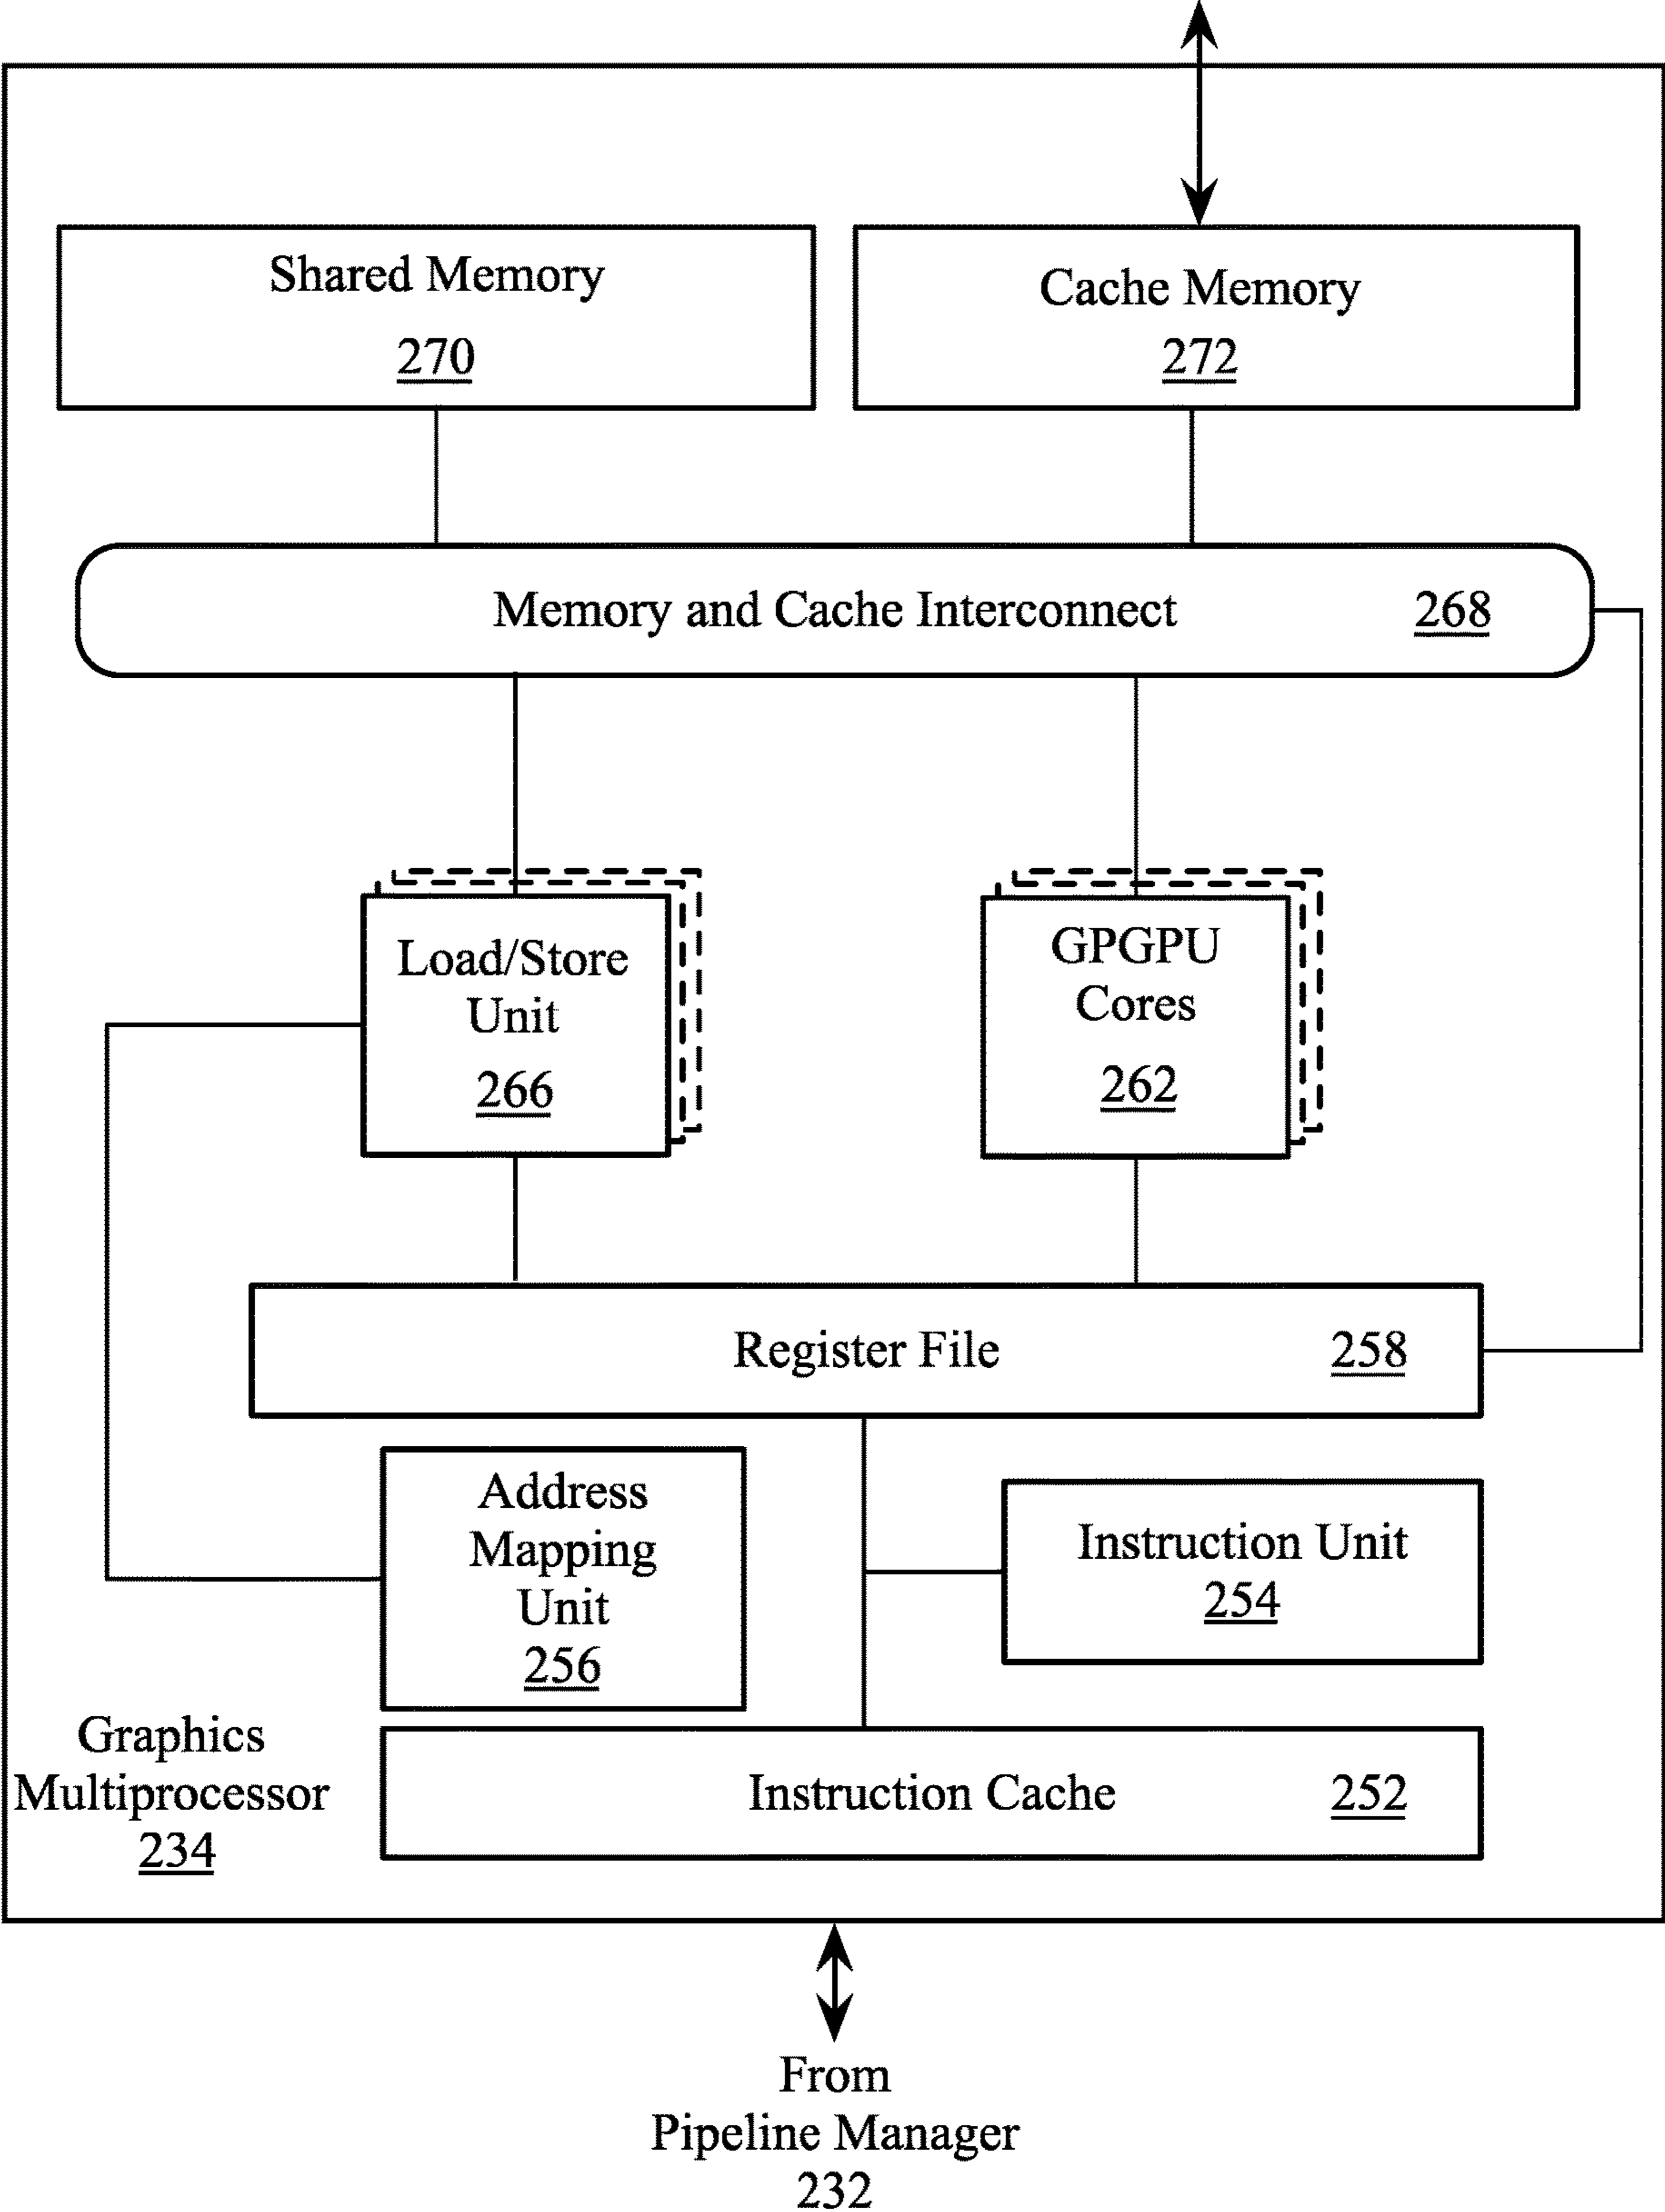 Shared Memory
270
Cache Memory
272
Memory and Cache Interconnect 268
Load/Store
Unit
266
GPGPU
Cores
262
Register File 258
Address
Mapping
Unit
256
Instruction Unit
254
Graphics
Multiprocessor
234
Instruction Cache 252
From
Pipeline Manager
232